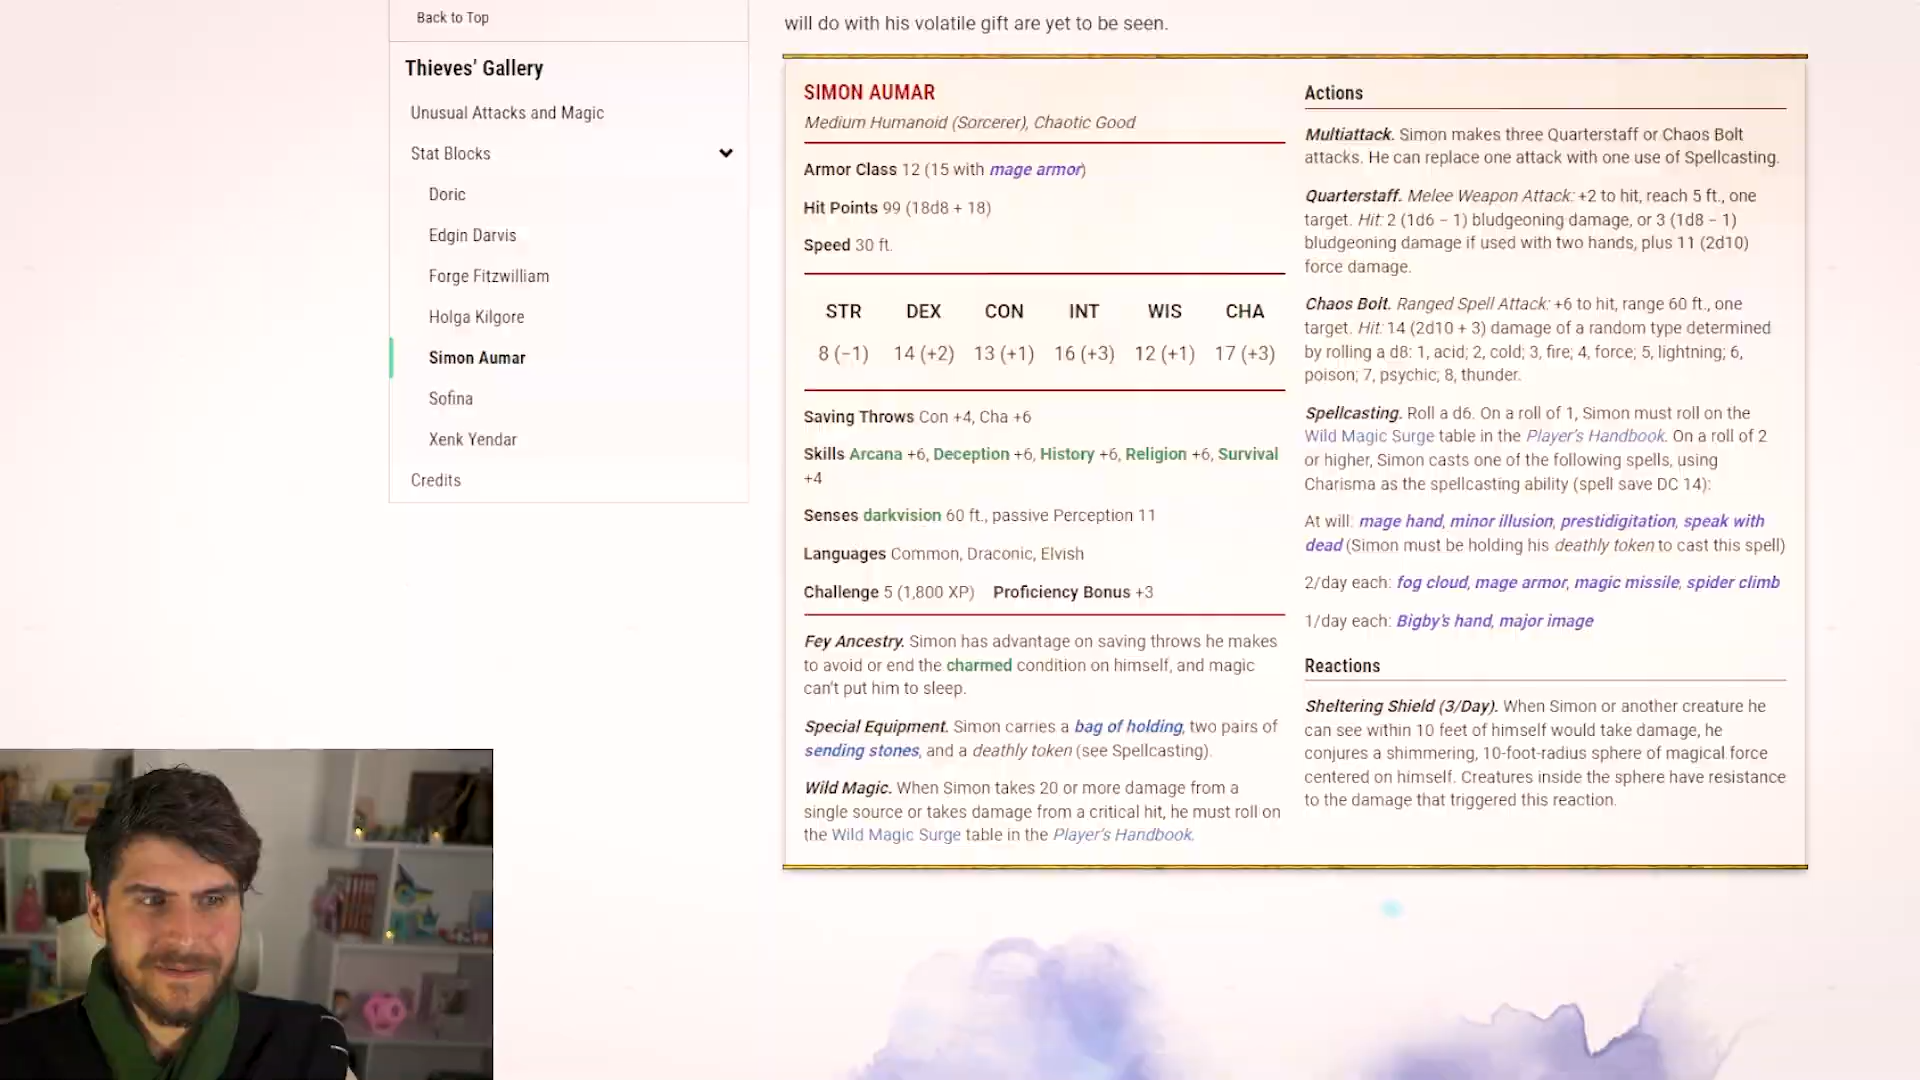 Back to Top
Thieves' Gallery
Unusual Attacks and Magic
Stat Blocks
Doric
Edgin Darvis
Forge Fitzwilliam
Holga Kilgore
Simon Aumar
Sofina
Xenk Yendar
Credits
will do with his volatile gift are yet to be seen.
SIMON AUMAR
Medium Humanoid (Sorcerer), Chaotic Good
Armor Class 12 (15 with mage armor)
Hit Points 99 (18d8 + 18)
Speed 30 ft.
STR DEX CON INT WIS CHA
8 (−1) 14 (+2) 13 (+1) 16 (+3) 12 (+1) 17 (+3)
Saving Throws Con +4, Cha +6
Skills Arcana +6, Deception +6, History +6, Religion +6, Survival
+4
Senses darkvision 60 ft., passive Perception 11
Languages Common, Draconic, Elvish
Challenge 5 (1,800 XP) Proficiency Bonus +3
Fey Ancestry. Simon has advantage on saving throws he makes
to avoid or end the charmed condition on himself, and magic
can't put him to sleep.
Special Equipment. Simon carries a bag of holding, two pairs of
sending stones, and a deathly token (see Spellcasting).
Wild Magic. When Simon takes 20 or more damage from a
single source or takes damage from a critical hit, he must roll on
the Wild Magic Surge table in the Player's Handbook.
Actions
Multiattack. Simon makes three Quarterstaff or Chaos Bolt
attacks. He can replace one attack with one use of Spellcasting.
Quarterstaff. Melee Weapon Attack: +2 to hit, reach 5 ft., one
target. Hit: 2 (1d6 − 1) bludgeoning damage, or 3 (1d8 − 1)
bludgeoning damage if used with two hands, plus 11 (2d10)
force damage.
Chaos Bolt. Ranged Spell Attack: +6 to hit, range 60 ft., one
target. Hit: 14 (2d10 + 3) damage of a random type determined
by rolling a d8: 1, acid; 2, cold; 3, fire; 4, force; 5, lightning; 6,
poison; 7, psychic; 8, thunder.
Spellcasting. Roll a d6. On a roll of 1, Simon must roll on the
Wild Magic Surge table in the Player's Handbook. On a roll of 2
or higher, Simon casts one of the following spells, using
Charisma as the spellcasting ability (spell save DC 14):
At will: mage hand, minor illusion, prestidigitation, speak with
dead (Simon must be holding his deathly token to cast this spell)
2/day each: fog cloud, mage armor, magic missile, spider climb
1/day each: Bigby's hand, major image
Reactions
Sheltering Shield (3/Day). When Simon or another creature he
can see within 10 feet of himself would take damage, he
conjures a shimmering, 10-foot-radius sphere of magical force
centered on himself. Creatures inside the sphere have resistance
to the damage that triggered this reaction.